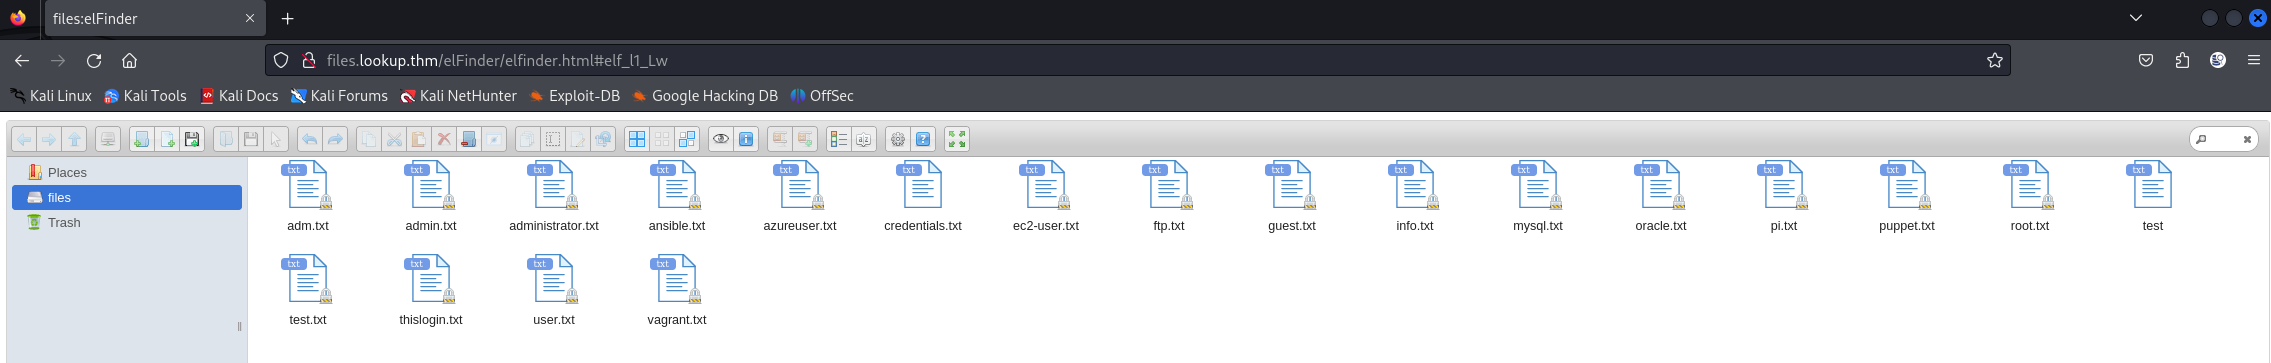 files:elFinder
files.lookup.thm/elFinder/elfinder.html#elf_l1_Lw
Kali Linux Kali Tools Kali Docs Kali Forums Kali NetHunter Exploit-DB Google Hacking DB OffSec
Places
files
Trash
txt txt txt txt txt txt txt txt txt txt txt txt txt txt txt txt
adm.txt admin.txt administrator.txt ansible.txt azureuser.txt credentials.txt ec2-user.txt ftp.txt guest.txt info.txt mysql.txt oracle.txt pi.txt puppet.txt root.txt test
txt txt txt txt
test.txt thislogin.txt user.txt vagrant.txt